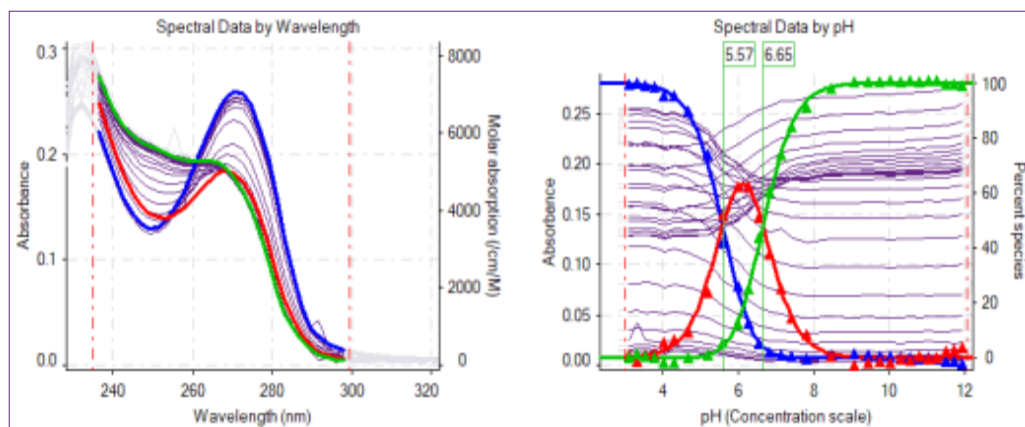 Spectral Data by Wavelength
0.3
0.2
0.1
0.0
Absorbance
8000
6000
4000
2000
0
Molar absorption (/cm/M)
240 260 280 300 320
Wavelength (nm)
Spectral Data by pH
5.57 6.65
0.25
0.20
0.15
0.10
0.05
0.00
Absorbance
100
80
60
40
20
0
Percent species
4 6 8 10 12
pH (Concentration scale)